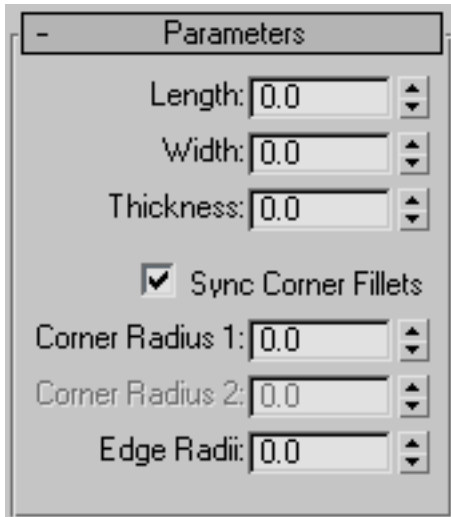 - Parameters
Length: 0.0
Width: 0.0
Thickness: 0.0
Sync Corner Fillets
Corner Radius 1: 0.0
Corner Radius 2: 0.0
Edge Radii: 0.0